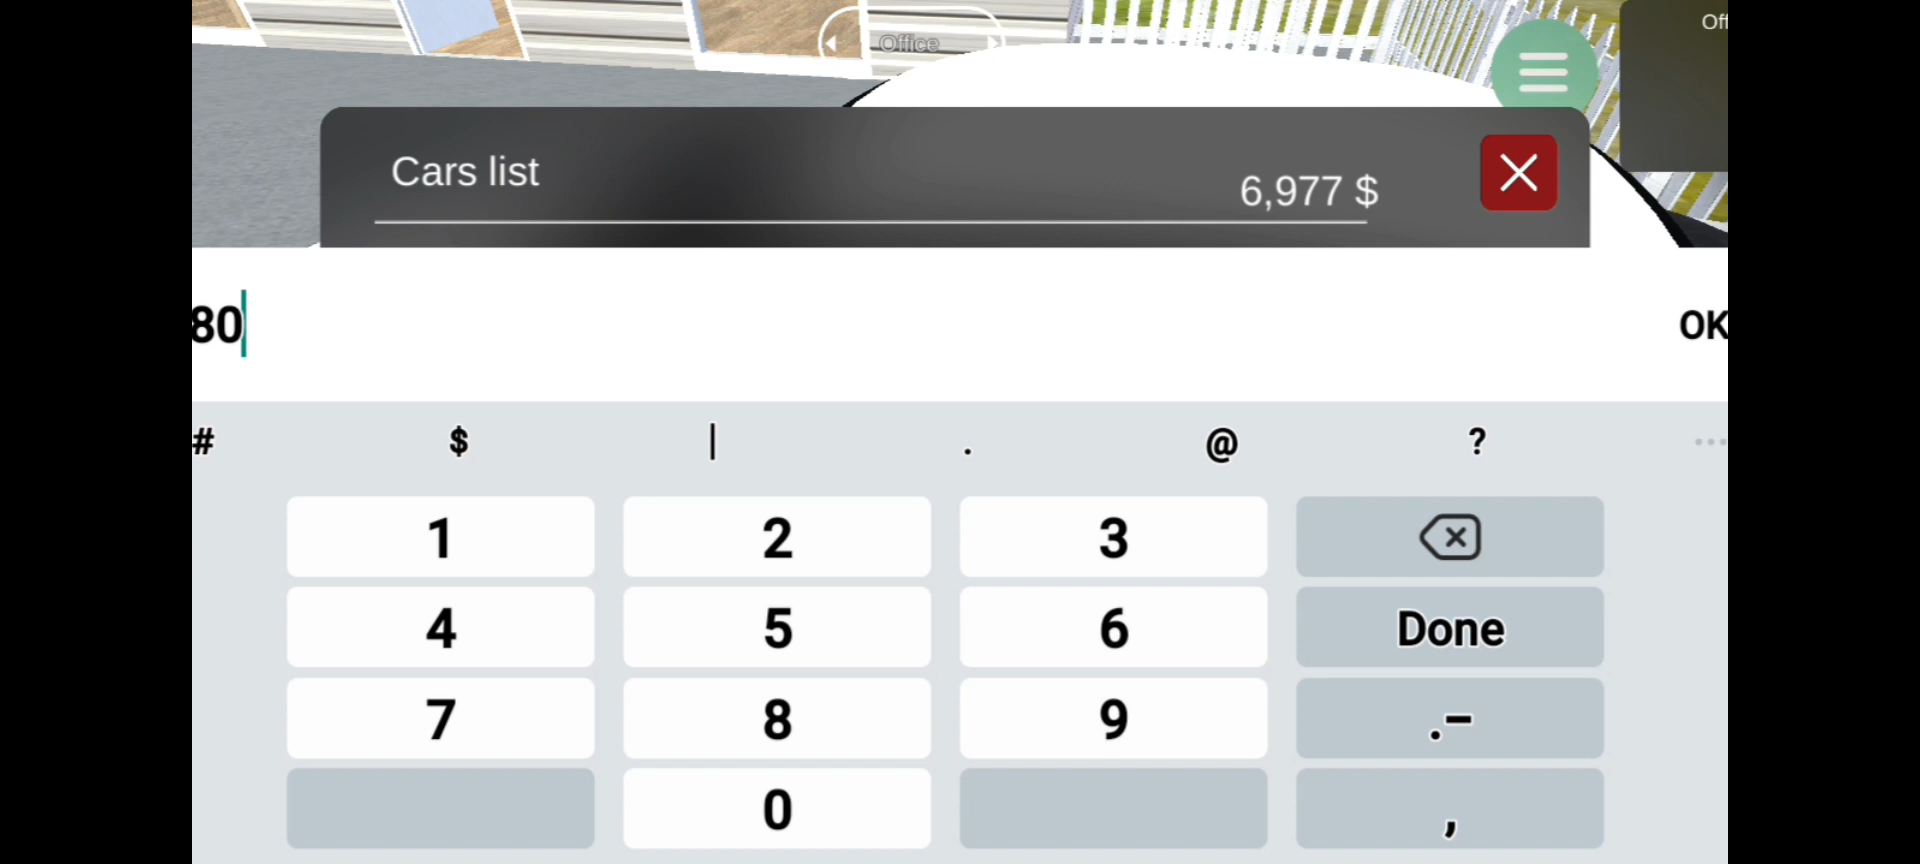 Office
Off
Cars list
6,977 $
80
OK
# $ | . @ ? ...
1 2 3
4 5 6 Done
7 8 9 .-
0 ,